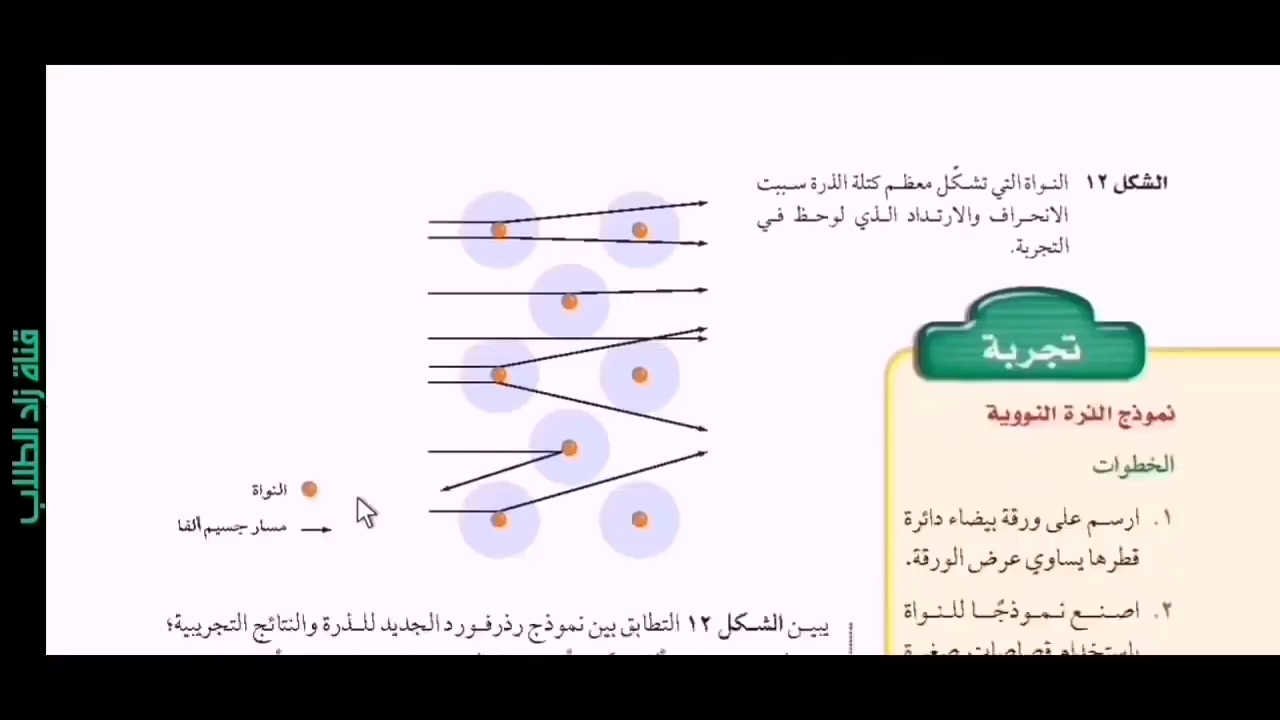 الشكل ١٢ النواة التي تشكّل معظم كتلة الذرة سببت
الانحراف والارتداد الذي لوحظ في
التجربة.
تجربة
نموذج الذرة النووية
الخطوات
١. ارسم على ورقة بيضاء دائرة
قطرها يساوي عرض الورقة.
٢. اصنع نموذجًا للنواة
النواة
مسار جسيم ألفا
يبين الشكل ١٢ التطابق بين نموذج رذرفورد الجديد للذرة والنتائج التجريبية؛
قناة زاد الطلاب